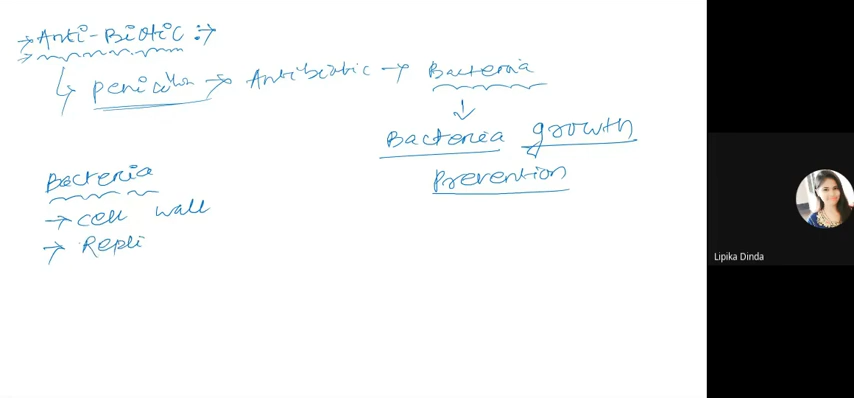 → Anti-Biotic :→
↳ Penicillin → Antibiotic → Bacteria
↓
Bacteria growth
Prevention
Bacteria
→ Cell wall
→ Repli
Lipika Dinda